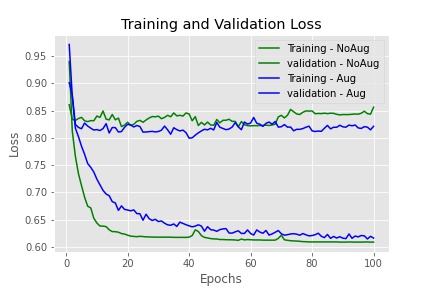 Training and Validation Loss
Training - NoAug
validation - NoAug
Training - Aug
validation - Aug
0.95
0.90
0.85
0.80
0.75
0.70
0.65
0.60
Loss
0 20 40 60 80 100
Epochs